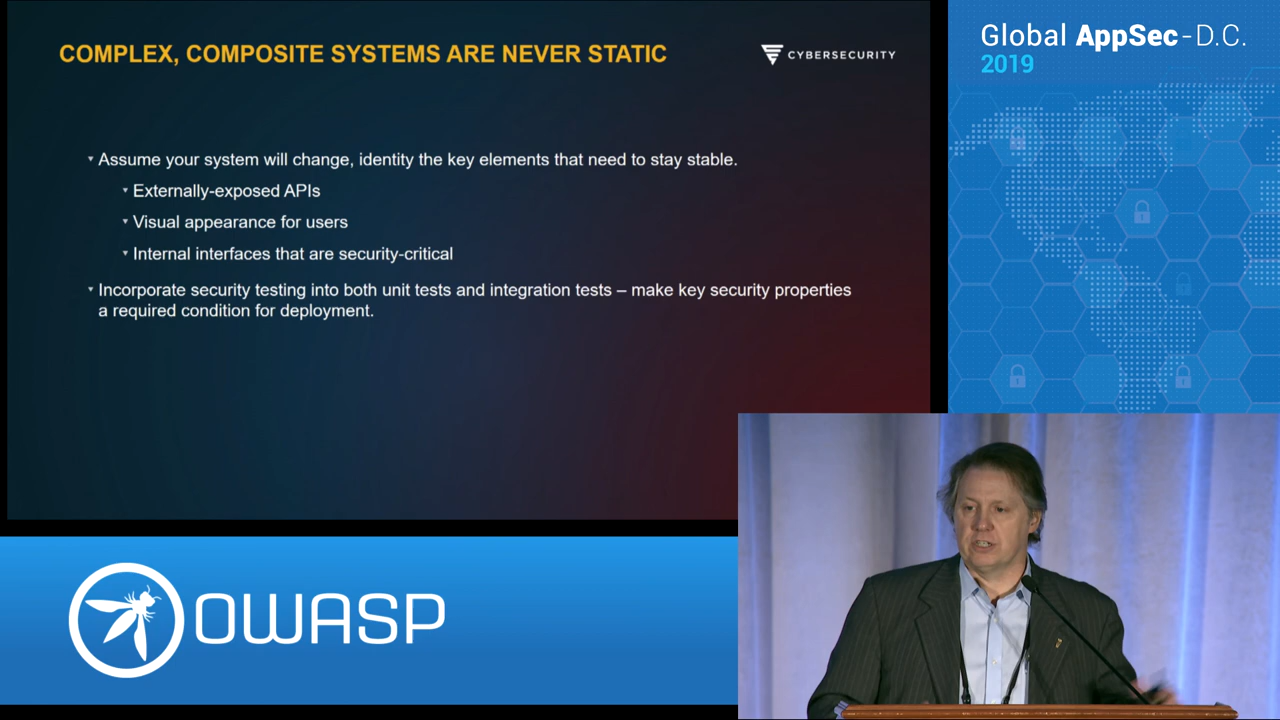 COMPLEX, COMPOSITE SYSTEMS ARE NEVER STATIC
CYBERSECURITY
Assume your system will change, identity the key elements that need to stay stable.
Externally-exposed APIs
Visual appearance for users
Internal interfaces that are security-critical
Incorporate security testing into both unit tests and integration tests – make key security properties
a required condition for deployment.
Global AppSec - D.C.
2019
OWASP